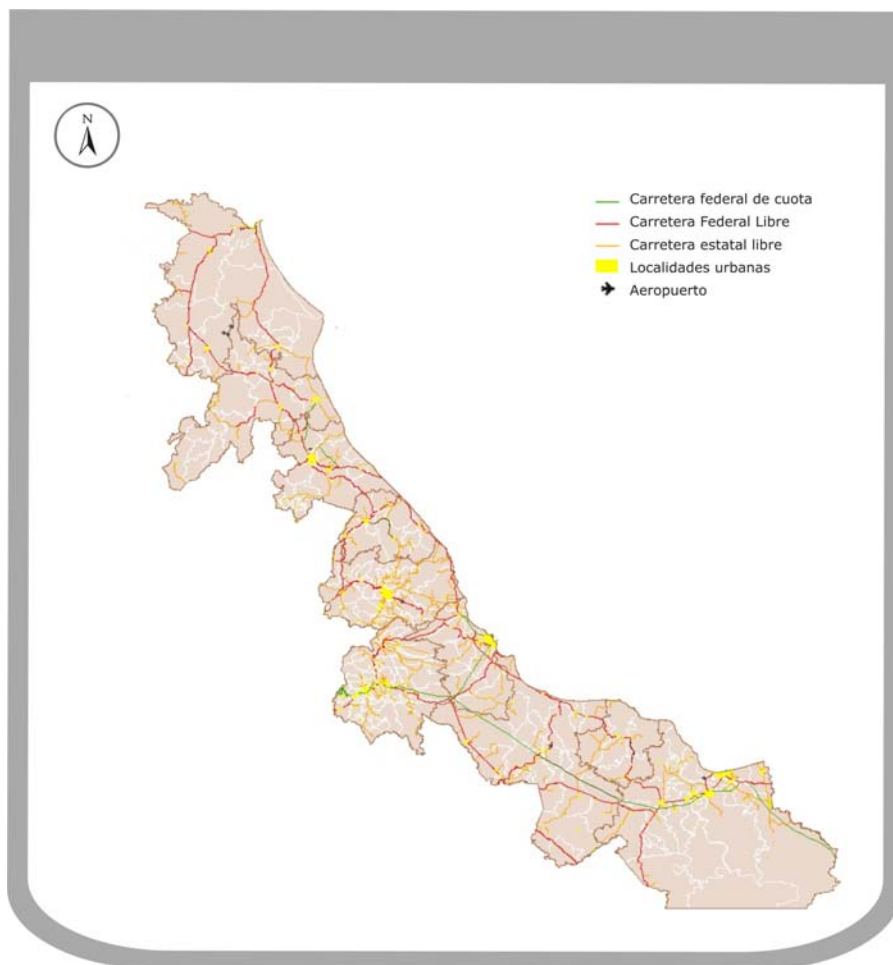 N
Carretera federal de cuota
Carretera Federal Libre
Carretera estatal libre
Localidades urbanas
Aeropuerto